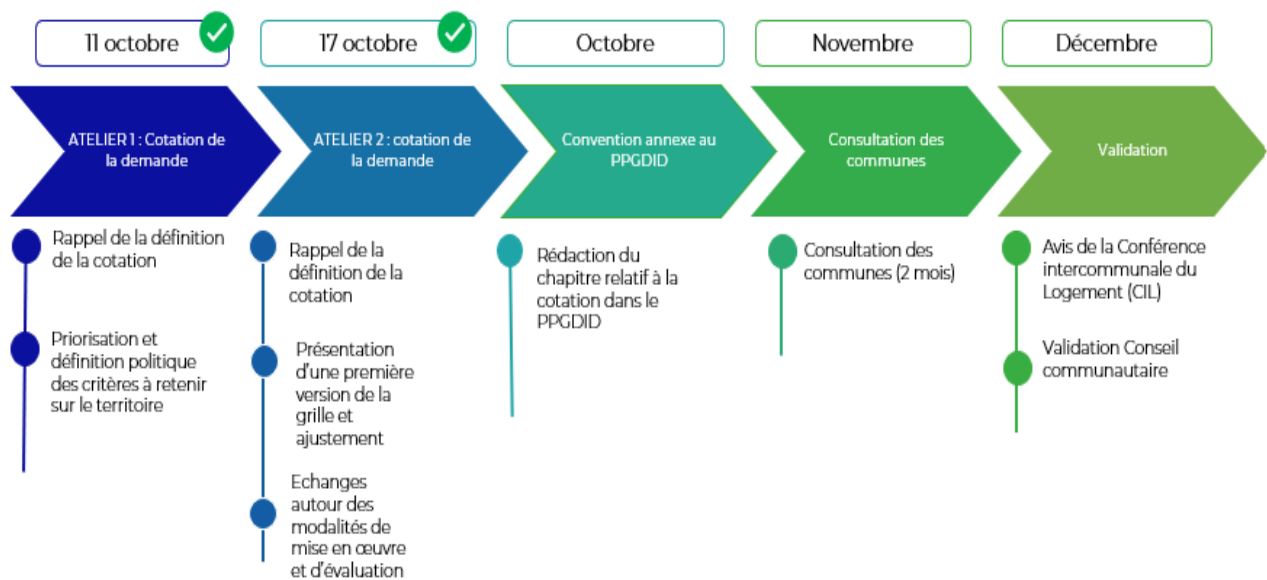 11 octobre
17 octobre
Octobre
Novembre
Décembre
ATELIER 1 : Cotation de
la demande
ATELIER 2 : cotation de
la demande
Convention annexe au
PPGDID
Consultation des
communes
Validation
Rappel de la définition
de la cotation
Priorisation et
définition politique
des critères à retenir
sur le territoire
Rappel de la
définition de la
cotation
Présentation
d'une première
version de la
grille et
ajustement
Echanges
autour des
modalités de
mise en œuvre
et d'évaluation
Rédaction du
chapitre relatif à la
cotation dans le
PPGDID
Consultation des
communes (2 mois)
Avis de la Conférence
intercommunale du
Logement (CIL)
Validation Conseil
communautaire